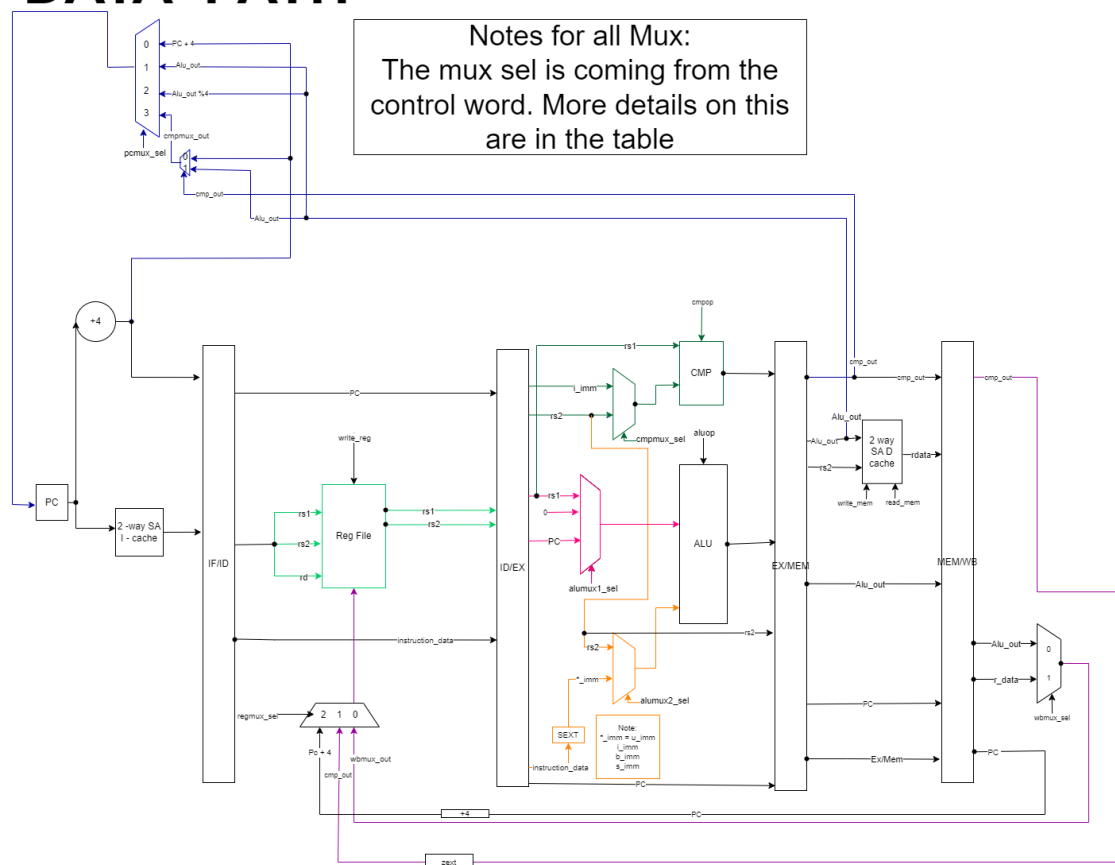 DATA PATH
Notes for all Mux:
The mux sel is coming from the
control word. More details on this
are in the table
0
1
2
3
PC + 4
Alu_out
Alu_out %4
cmpmux_out
pcmux_sel
0
1
cmp_out
Alu_out
+4
PC
2 -way SA
I - cache
IF/ID
PC
write_reg
rs1
rs2
rd
Reg File
rs1
rs2
instruction_data
regmux_sel
2 1 0
Pc + 4
cmp_out
wbmux_out
ID/EX
cmpop
rs1
i_imm
rs2
CMP
cmpmux_sel
aluop
rs1
0
PC
alumux1_sel
ALU
rs2
rs2
*_imm
alumux2_sel
SEXT
instruction_data
Note:
*_imm = u_imm
i_imm
b_imm
s_imm
PC
EX/MEM
cmp_out
cmp_out
Alu_out
Alu_out
rs2
2 way
SA D
cache
rdata
write_mem
read_mem
Alu_out
PC
Ex/Mem
MEM/WB
cmp_out
Alu_out
r_data
0
1
wbmux_sel
PC
+4
PC
zext